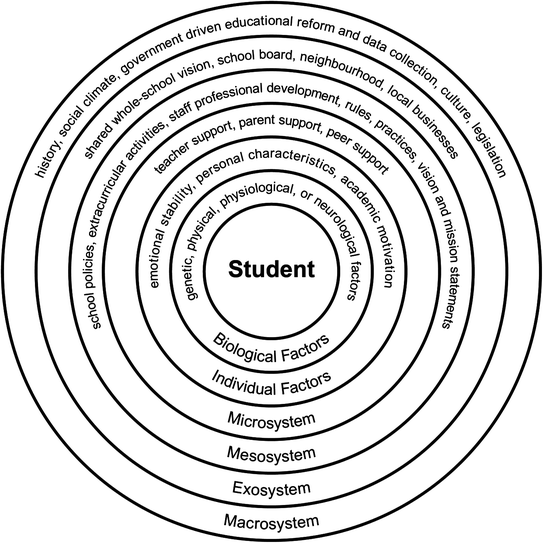 history, social climate, government driven educational reform and data collection, culture, legislation
shared whole-school vision, school board, neighbourhood, local businesses
school policies, extracurricular activities, staff professional development, rules, practices, vision and mission statements
teacher support, parent support, peer support
emotional stability, personal characteristics, academic motivation
genetic, physical, physiological, or neurological factors
Student
Biological Factors
Individual Factors
Microsystem
Mesosystem
Exosystem
Macrosystem